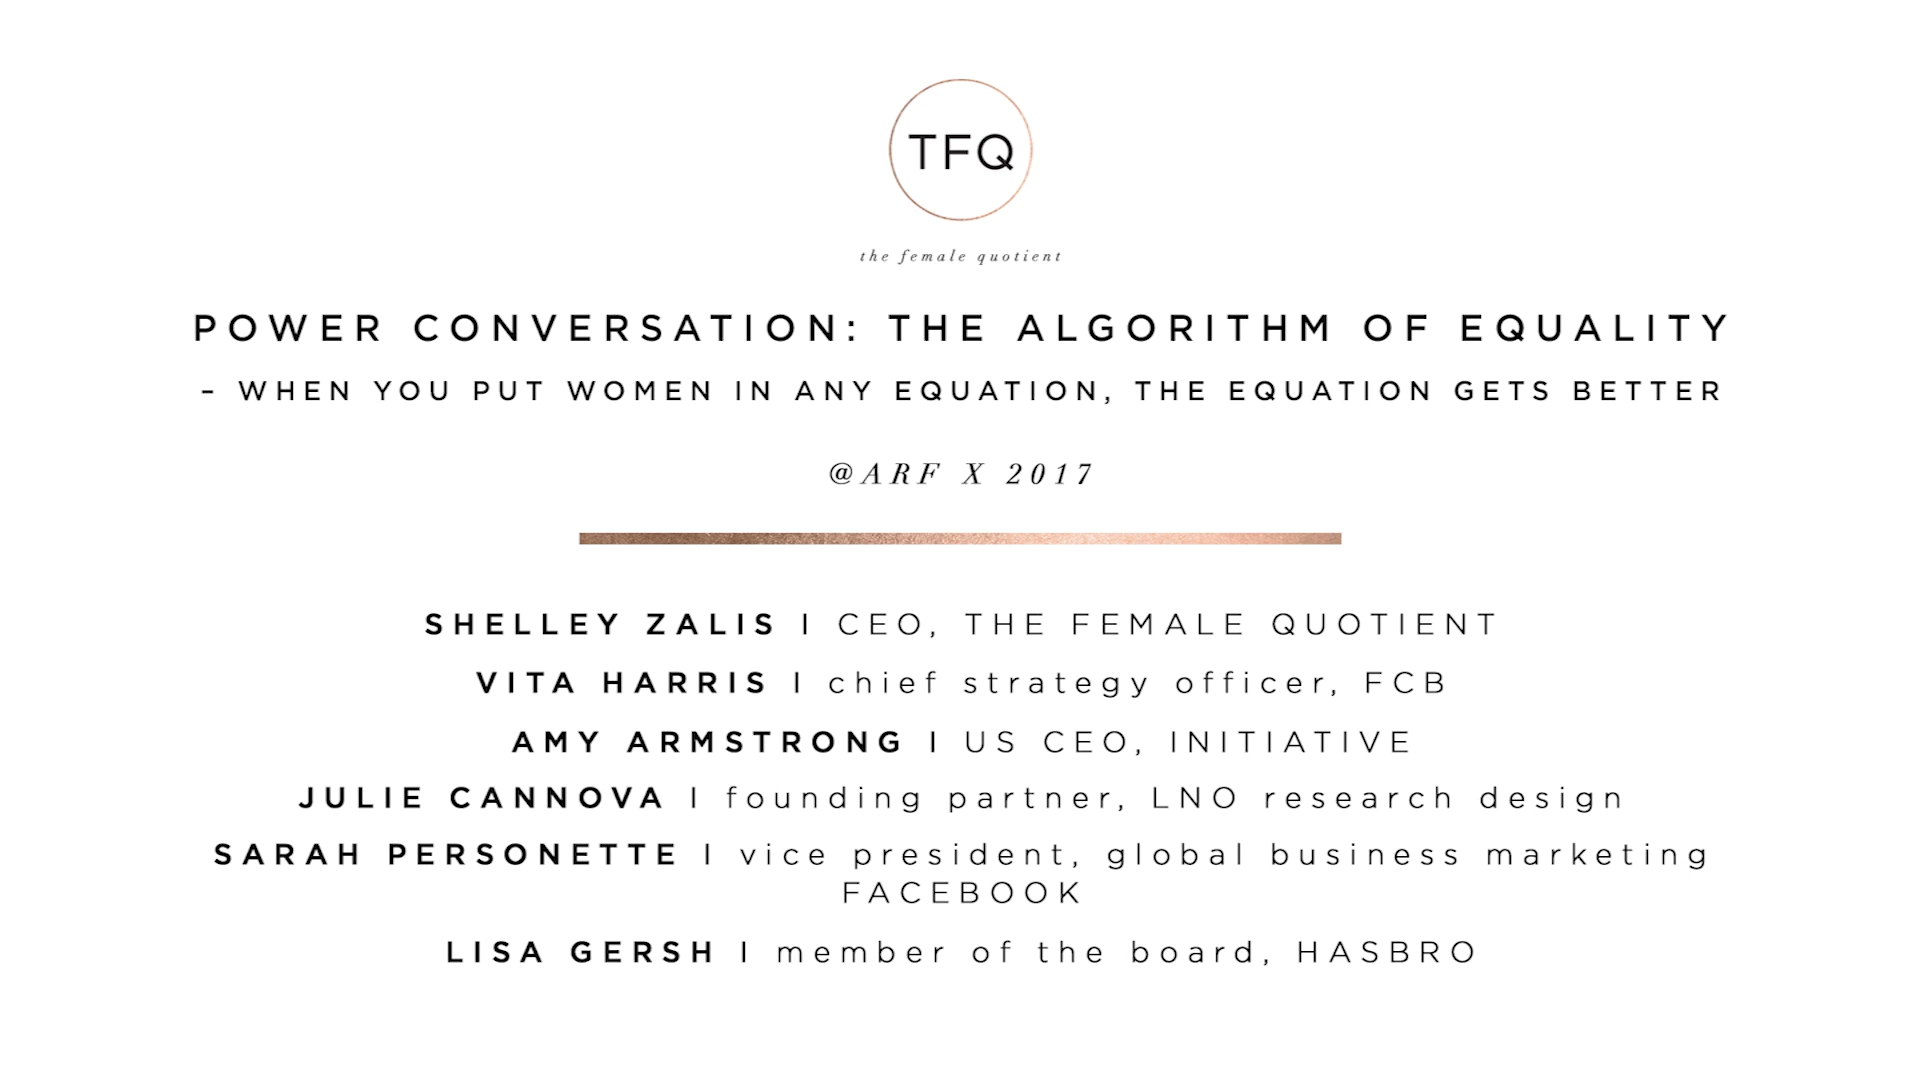 TFQ
the female quotient
POWER CONVERSATION: THE ALGORITHM OF EQUALITY
– WHEN YOU PUT WOMEN IN ANY EQUATION, THE EQUATION GETS BETTER
@ARF X 2017
SHELLEY ZALIS | CEO, THE FEMALE QUOTIENT
VITA HARRIS | chief strategy officer, FCB
AMY ARMSTRONG | US CEO, INITIATIVE
JULIE CANNOVA | founding partner, LNO research design
SARAH PERSONETTE | vice president, global business marketing
FACEBOOK
LISA GERSH | member of the board, HASBRO